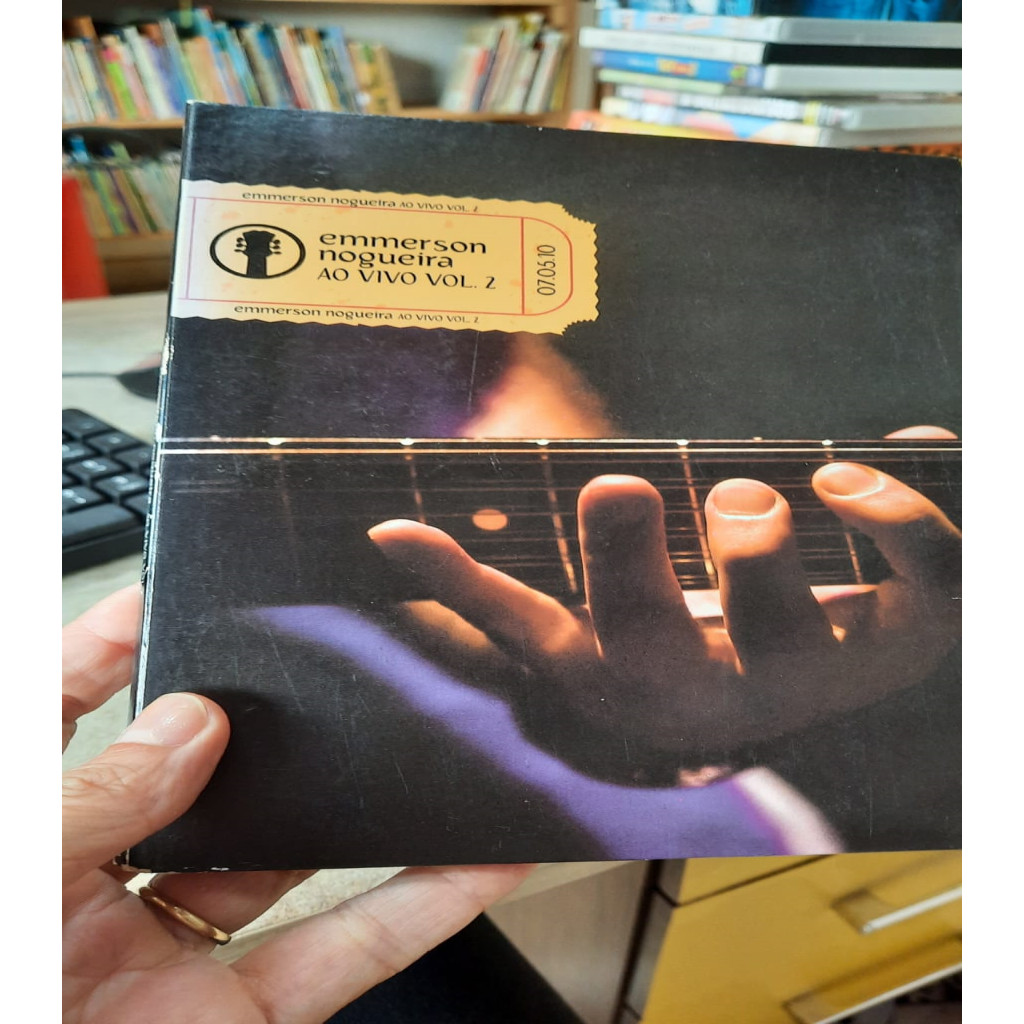 emmerson nogueira AO VIVO VOL. 2
emmerson
nogueira
AO VIVO VOL. 2
07.05.10
emmerson nogueira AO VIVO VOL. 2